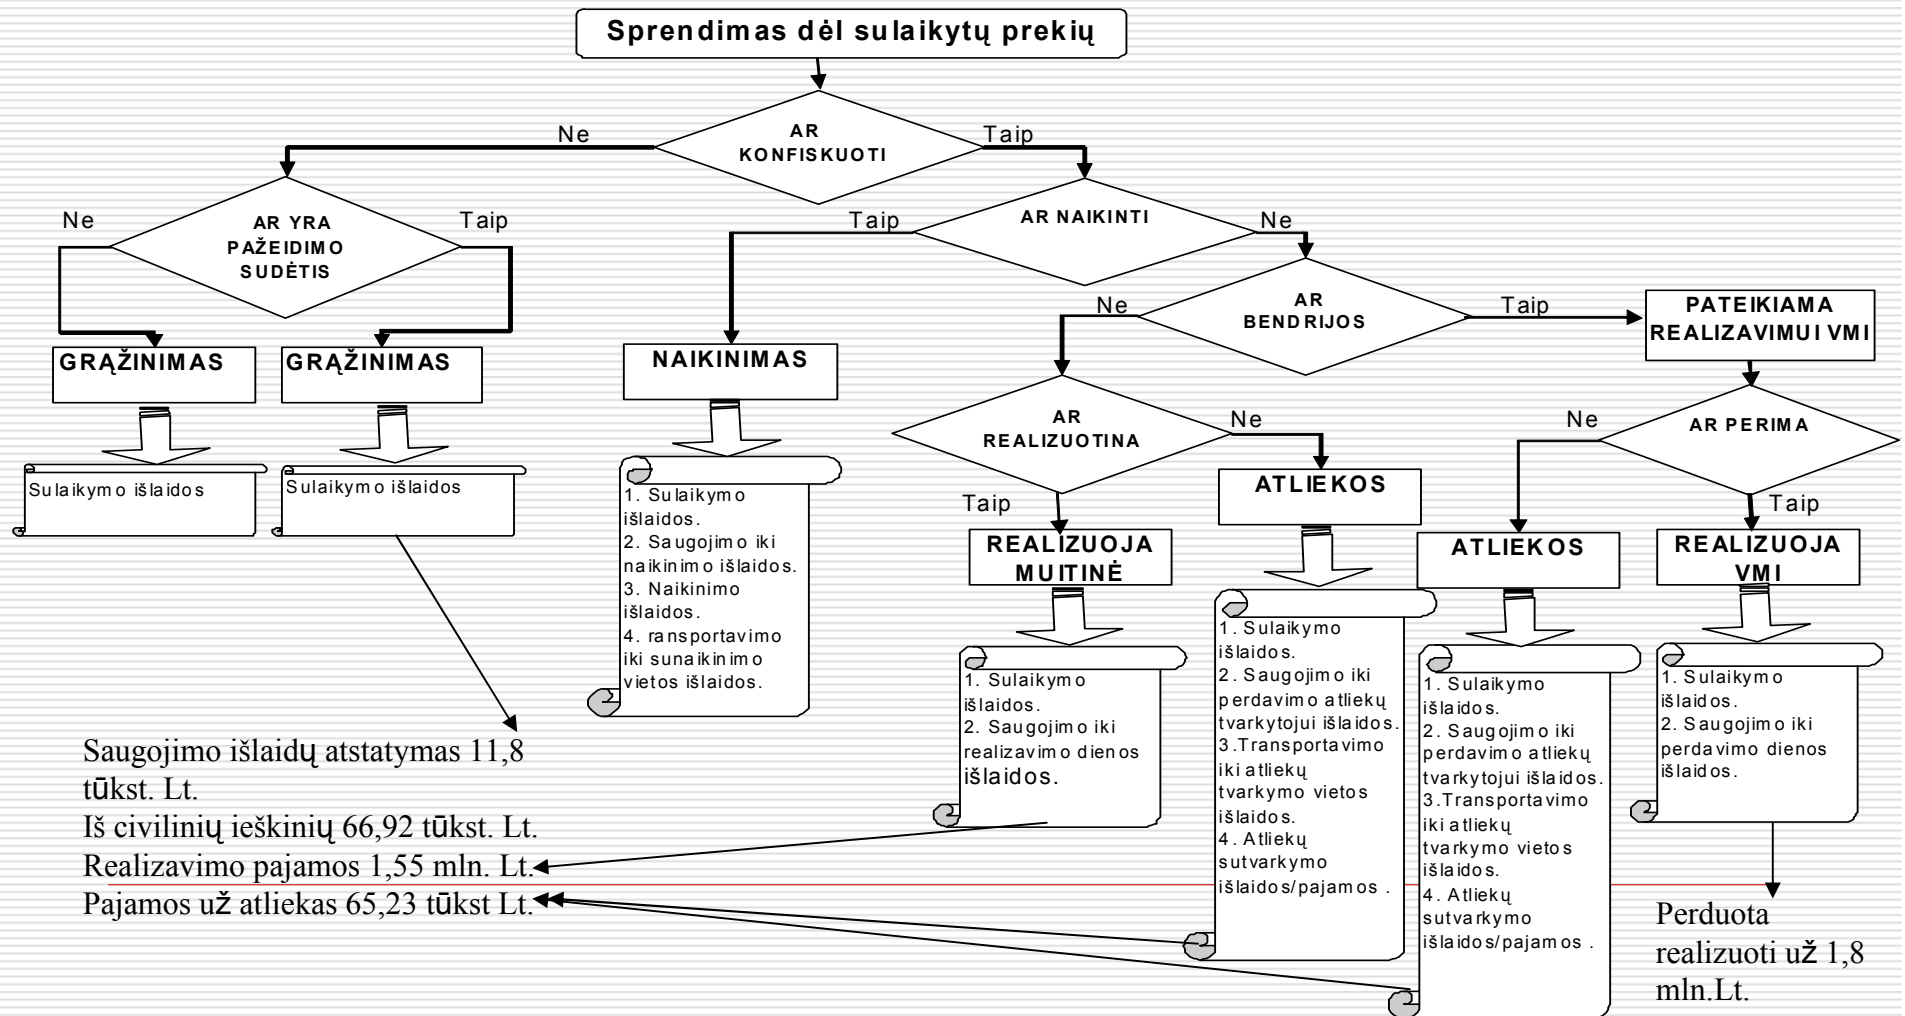 Sprendimas dėl sulaikytų prekių
AR
KONFISKUOTI
Ne
Taip
AR YRA
PAŽEIDIMO
SUDĖTIS
Ne
Taip
AR NAIKINTI
Taip
Ne
AR
BENDRIJOS
Ne
Taip
PATEIKIAMA
REALIZAVIMUI VMI
GRĄŽINIMAS
GRĄŽINIMAS
NAIKINIMAS
AR
REALIZUOTINA
Ne
Taip
AR PERIMA
Ne
Taip
ATLIEKOS
REALIZUOJA
MUITINĖ
ATLIEKOS
REALIZUOJA
VMI
Sulaikymo išlaidos
Sulaikymo išlaidos
1. Sulaikymo
išlaidos.
2. Saugojimo iki
naikinimo išlaidos.
3. Naikinimo
išlaidos.
4. ransportavimo
iki sunaikinimo
vietos išlaidos.
1. Sulaikymo
išlaidos.
2. Saugojimo iki
realizavimo dienos
išlaidos.
1. Sulaikymo
išlaidos.
2. Saugojimo iki
perdavimo atliekų
tvarkytojui išlaidos.
3.Transportavimo
iki atliekų
tvarkymo vietos
išlaidos.
4. Atliekų
sutvarkymo
išlaidos/pajamos .
1. Sulaikymo
išlaidos.
2. Saugojimo iki
perdavimo atliekų
tvarkytojui išlaidos.
3.Transportavimo
iki atliekų
tvarkymo vietos
išlaidos.
4. Atliekų
sutvarkymo
išlaidos/pajamos .
1. Sulaikymo
išlaidos.
2. Saugojimo iki
perdavimo dienos
išlaidos.
Saugojimo išlaidų atstatymas 11,8
tūkst. Lt.
Iš civilinių ieškinių 66,92 tūkst. Lt.
Realizavimo pajamos 1,55 mln. Lt.
Pajamos už atliekas 65,23 tūkst Lt.
Perduota
realizuoti už 1,8
mln.Lt.